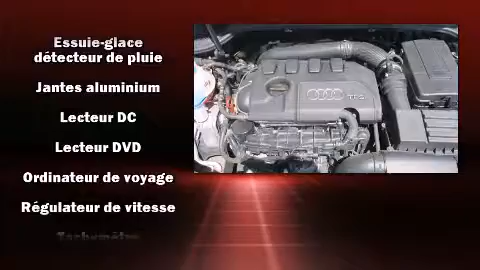 Essuie-glace
détecteur de pluie
Jantes aluminium
Lecteur DC
Lecteur DVD
Ordinateur de voyage
Régulateur de vitesse